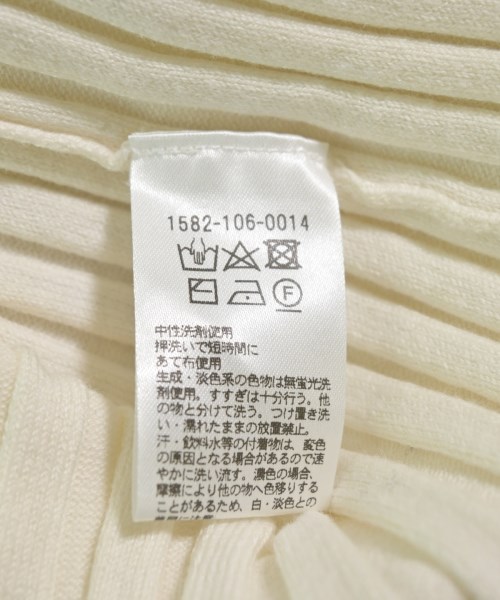 1582-106-0014
F
中性洗剤使用
押洗いで短時間に
あて布使用
生成・淡色系の色物は無蛍光洗
剤使用。すすぎは十分行う。他
の物と分けて洗う。つけ置き洗
い・濡れたままの放置禁止。
汗・飲料水等の付着物は、変色
の原因となる場合があるので速
やかに洗い流す。濃色の場合、
摩擦により他の物へ色移りする
ことがあるため、白・淡色との